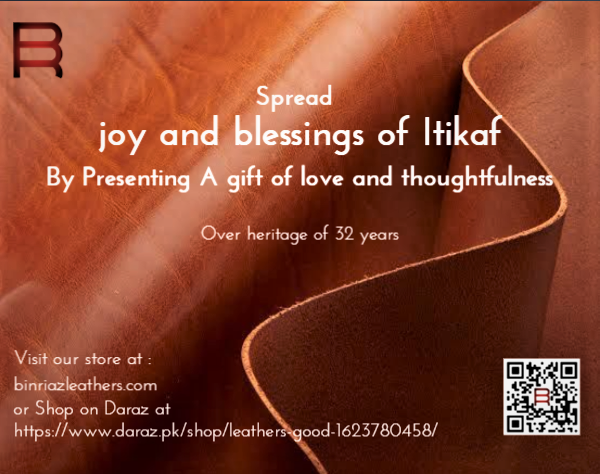 BR
Spread
joy and blessings of Itikaf
By Presenting A gift of love and thoughtfulness
Over heritage of 32 years
Visit our store at :
binriazleathers.com
or Shop on Daraz at
https://www.daraz.pk/shop/leathers-good-1623780458/